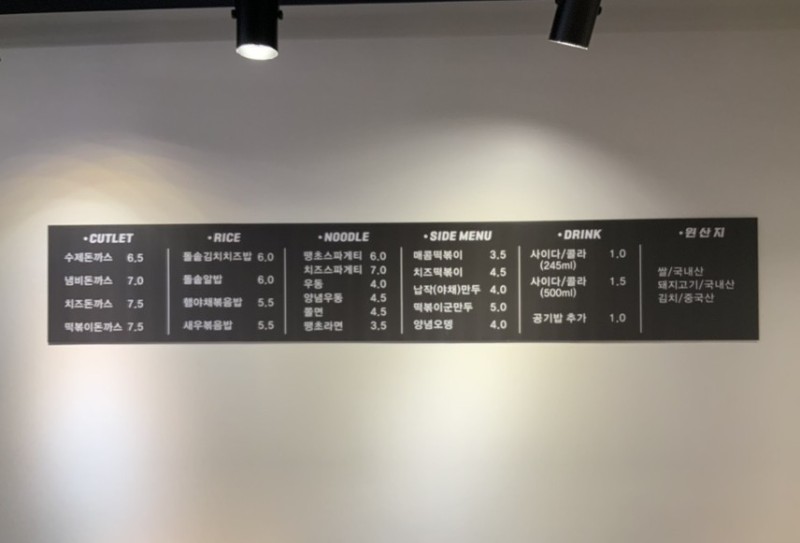 •CUTLET
수제돈까스 6.5
냄비돈까스 7.0
치즈돈까스 7.5
떡볶이돈까스 7.5
•RICE
돌솥김치치즈밥 6.0
돌솥알밥 6.0
햄야채볶음밥 5.5
새우볶음밥 5.5
•NOODLE
땡초스파게티 6.0
치즈스파게티 7.0
우동 4.0
양념우동 4.5
쫄면 4.5
땡초라면 3.5
•SIDE MENU
매콤떡볶이 3.5
치즈떡볶이 4.5
납작(야채)만두 4.0
떡볶이군만두 5.0
양념오뎅 4.0
•DRINK
사이다/콜라 1.0
(245ml)
사이다/콜라 1.5
(500ml)
공기밥 추가 1.0
•원산지
쌀/국내산
돼지고기/국내산
김치/중국산